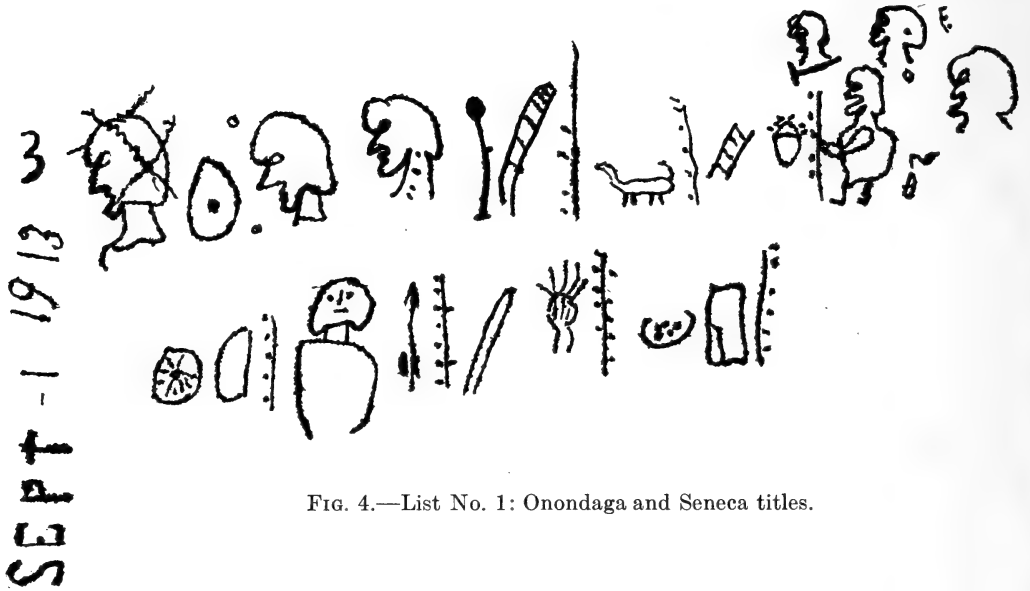 SEPT-1 1913 3
FIG. 4.—List No. 1: Onondaga and Seneca titles.